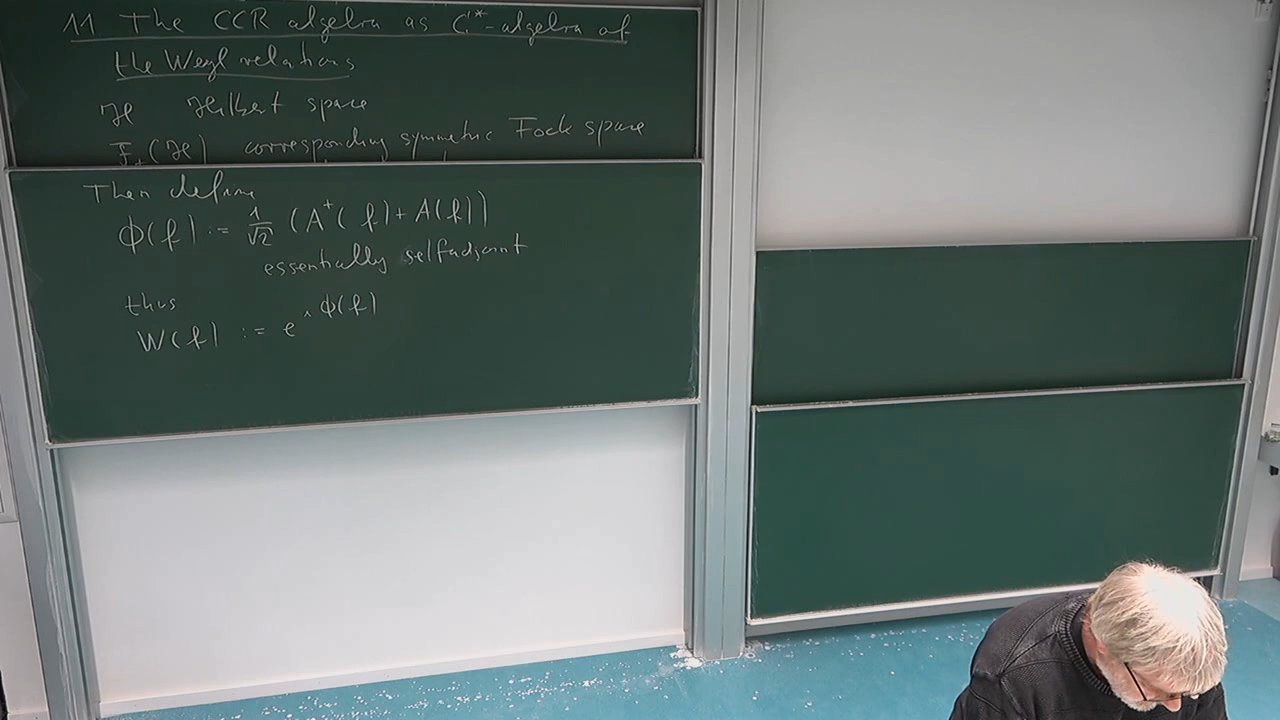 11 The CCR algebra as C*-algebra of
the Weyl relations
ℋ Hilbert space
F₊(ℋ) corresponding symmetric Fock space
Then define
Φ(f) := 1/√2 (A⁺(f) + A(f))
essentially selfadjoint
thus
W(f) := e^{iΦ(f)}